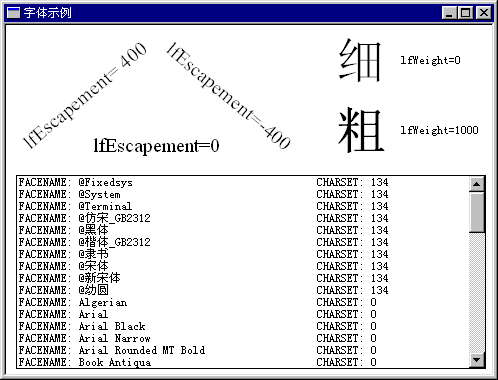 字体示例
lfEscapement= 400
lfEscapement=-400
lfEscapement=0
细 lfWeight=0
粗 lfWeight=1000
FACENAME: @Fixedsys CHARSET: 134
FACENAME: @System CHARSET: 134
FACENAME: @Terminal CHARSET: 134
FACENAME: @仿宋_GB2312 CHARSET: 134
FACENAME: @黑体 CHARSET: 134
FACENAME: @楷体_GB2312 CHARSET: 134
FACENAME: @隶书 CHARSET: 134
FACENAME: @宋体 CHARSET: 134
FACENAME: @新宋体 CHARSET: 134
FACENAME: @幼圆 CHARSET: 134
FACENAME: Algerian CHARSET: 0
FACENAME: Arial CHARSET: 0
FACENAME: Arial Black CHARSET: 0
FACENAME: Arial Narrow CHARSET: 0
FACENAME: Arial Rounded MT Bold CHARSET: 0
FACENAME: Book Antiqua CHARSET: 0